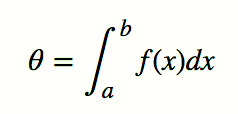 θ = ∫_a^b f(x)dx